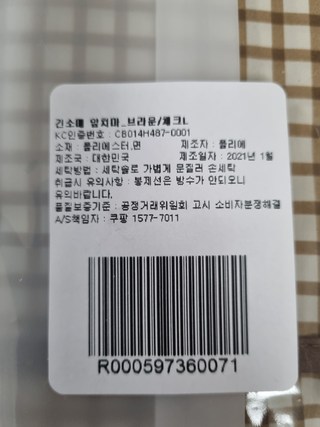 긴소매 앞치마_브라운/체크L
KC인증번호 : CB014H487-0001
소재 : 폴리에스터,면 제조자 : 폴리에
제조국 : 대한민국 제조일자 : 2021년 1월
세탁방법 : 세탁솔로 가볍게 문질러 손세탁
취급시 유의사항 : 봉제선은 방수가 안되오니
유의바랍니다.
품질보증기준 : 공정거래위원회 고시 소비자분쟁해결
A/S책임자 : 쿠팡 1577-7011
R000597360071